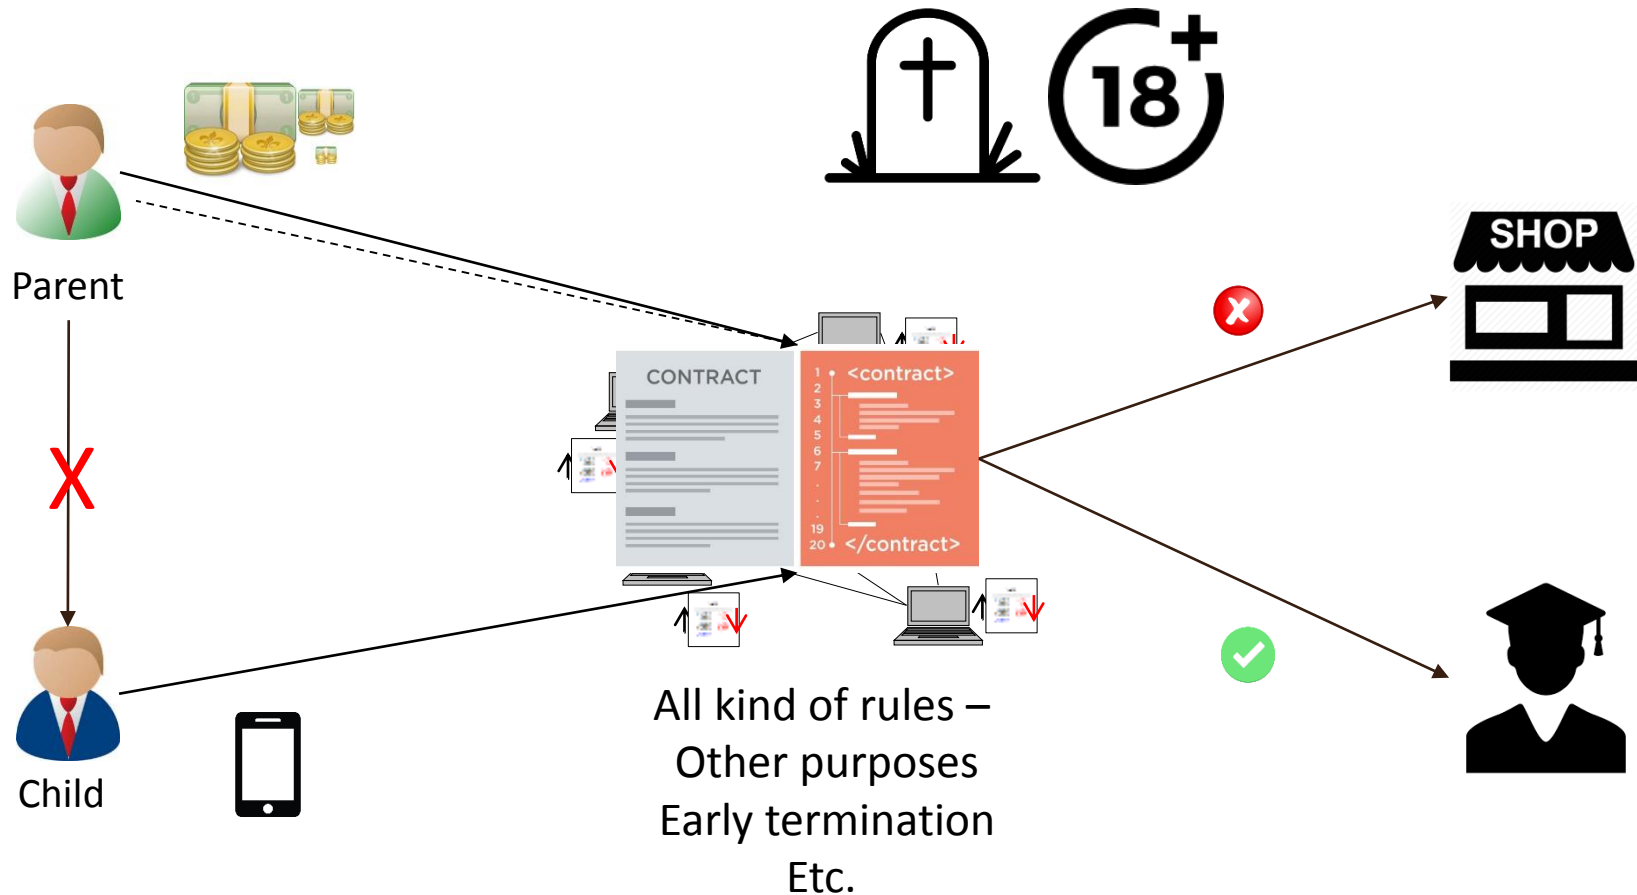 18+
SHOP
Parent
CONTRACT
1 <contract>
2
3
4
5
6
7
.
.
.
19
20 </contract>
X
All kind of rules –
Other purposes
Early termination
Etc.
Child